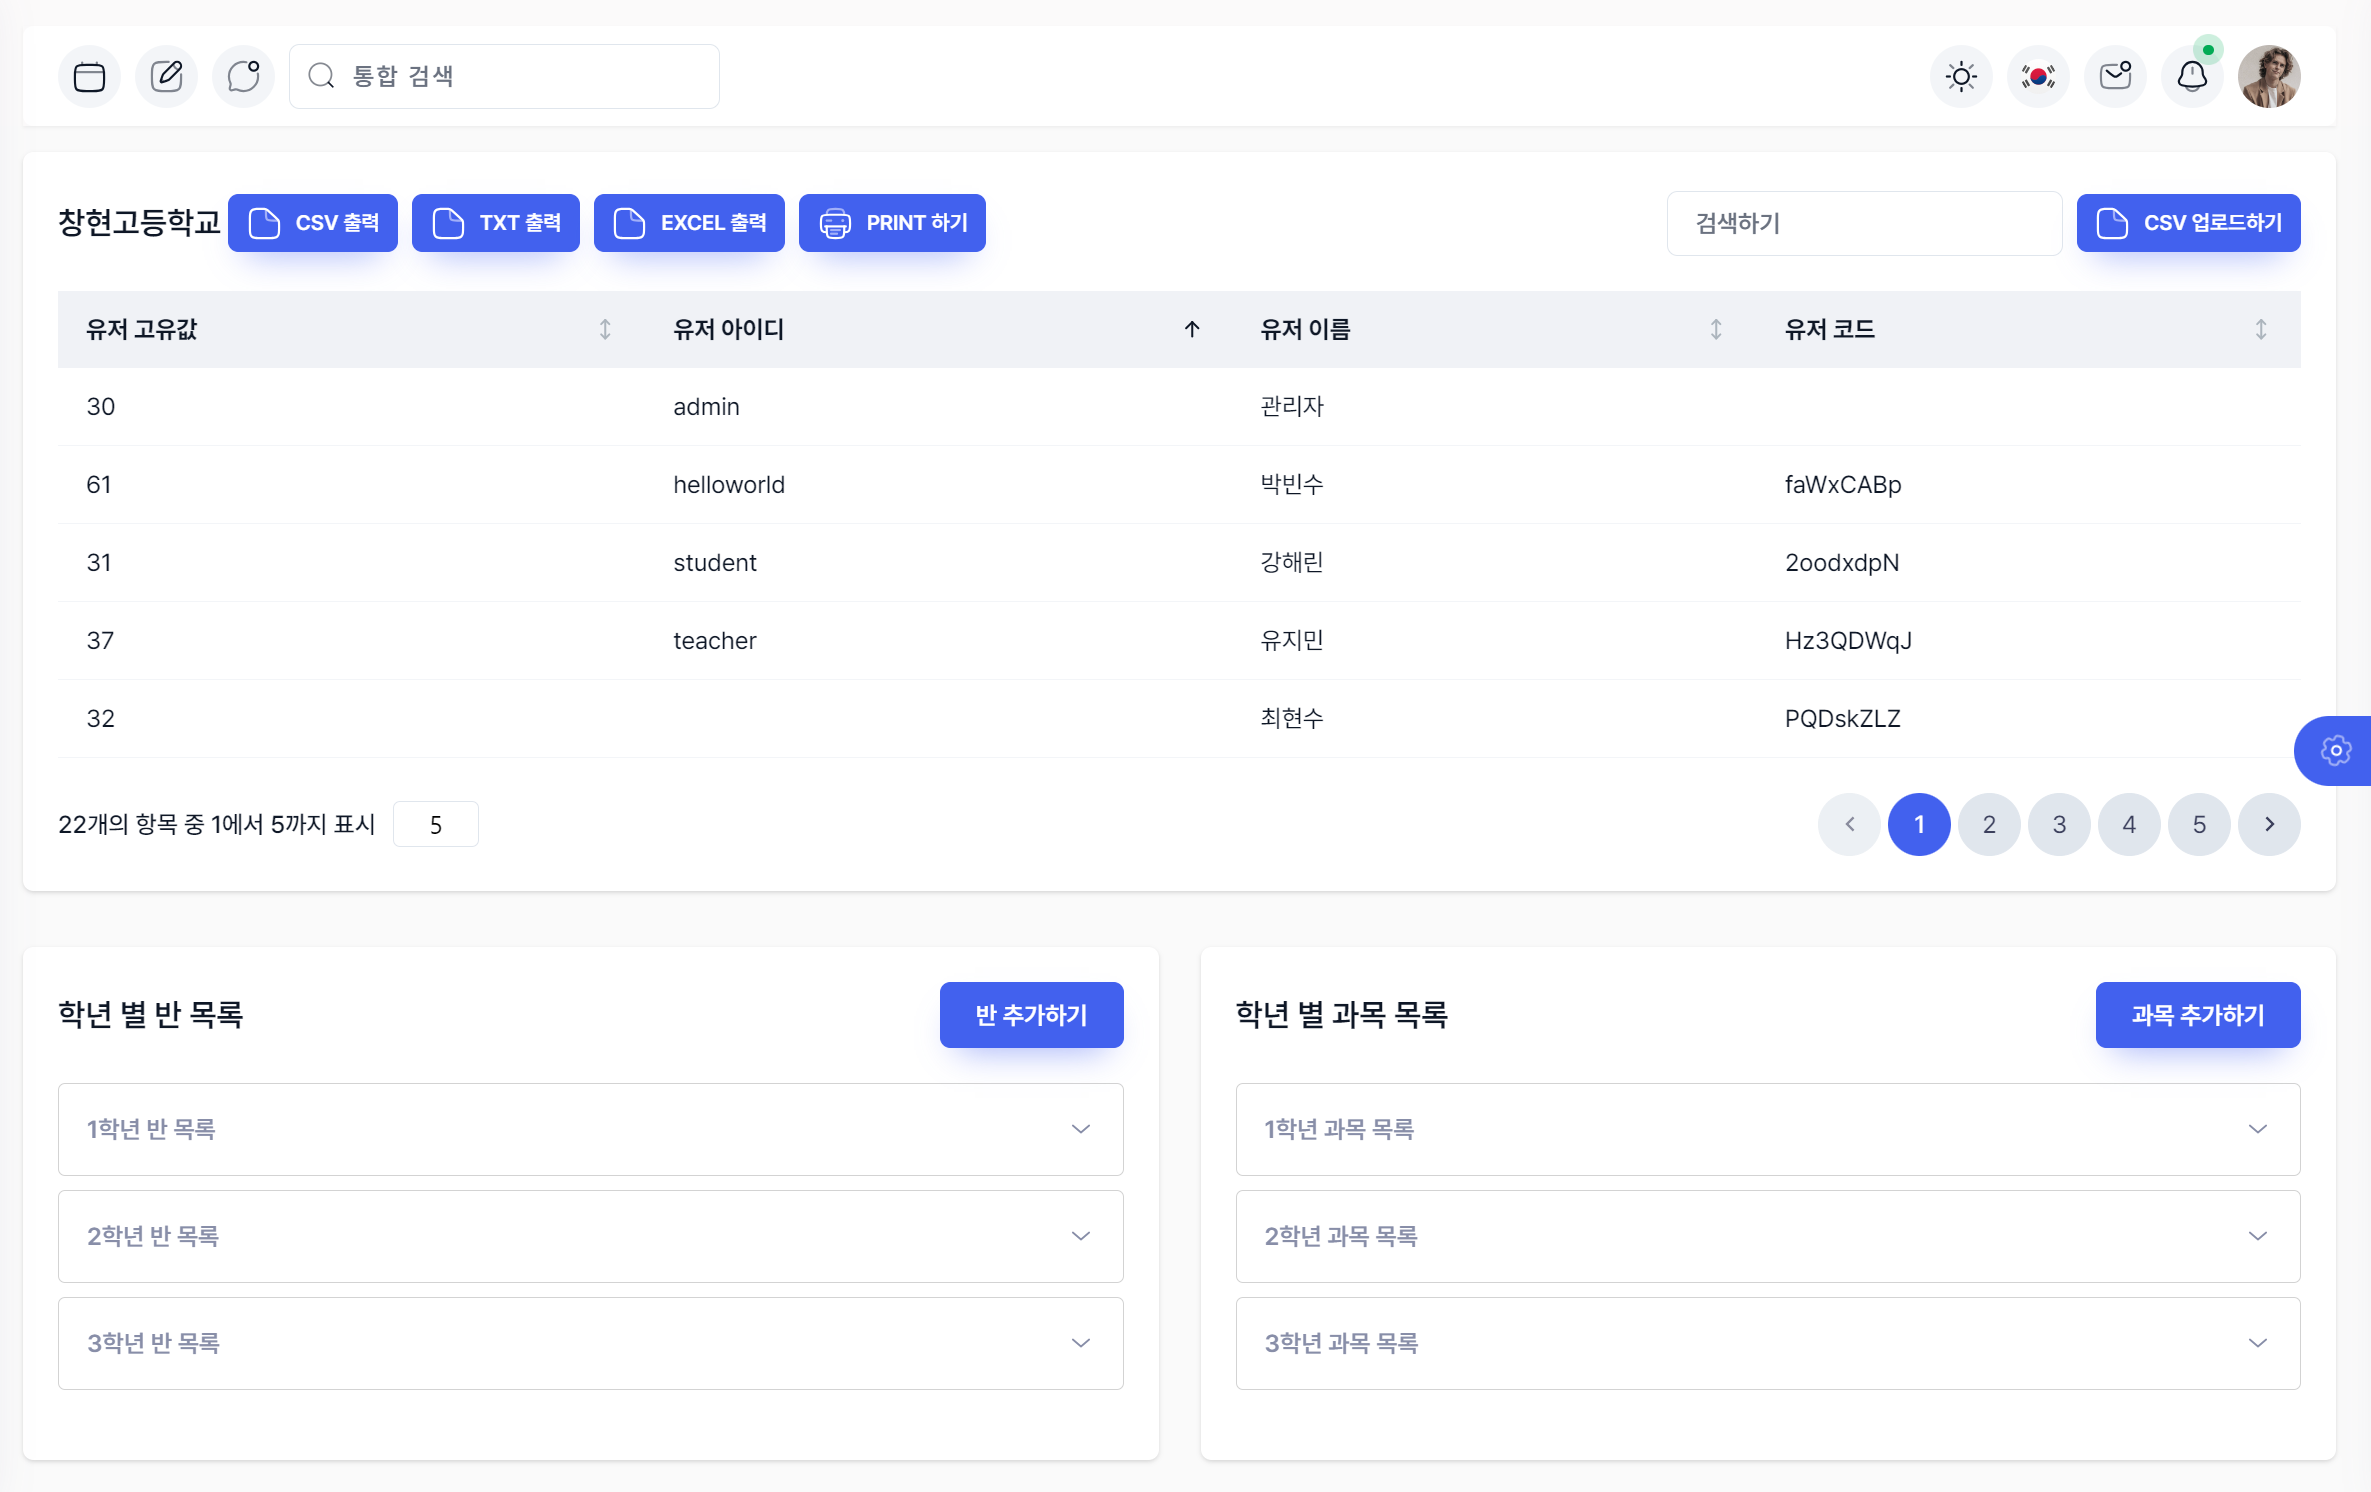 통합 검색
창현고등학교 CSV 출력 TXT 출력 EXCEL 출력 PRINT 하기 검색하기 CSV 업로드하기
유저 고유값 유저 아이디 유저 이름 유저 코드
30 admin 관리자
61 helloworld 박빈수 faWxCABp
31 student 강해린 2oodxdpN
37 teacher 유지민 Hz3QDWqJ
32 최현수 PQDskZLZ
22개의 항목 중 1에서 5까지 표시 5 1 2 3 4 5
학년 별 반 목록 반 추가하기
1학년 반 목록
2학년 반 목록
3학년 반 목록
학년 별 과목 목록 과목 추가하기
1학년 과목 목록
2학년 과목 목록
3학년 과목 목록